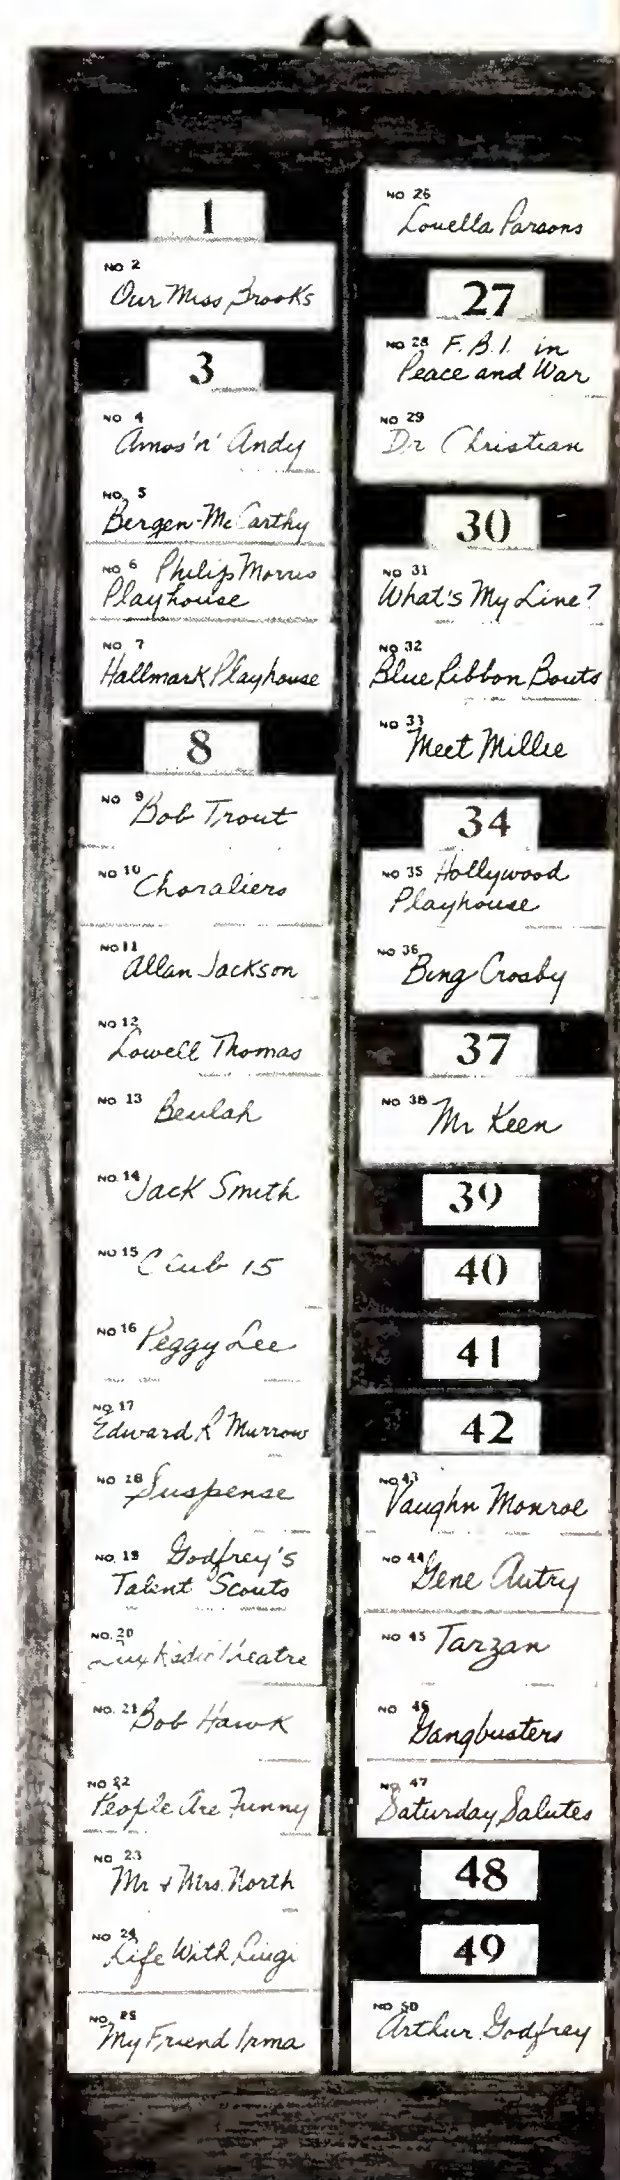 1
NO 2
Our Miss Brooks
3
NO 4
Amos 'n' Andy
NO. 5
Bergen-McCarthy
NO 6 Philip Morris
Playhouse
NO. 7
Hallmark Playhouse
8
NO 9 Bob Trout
NO 10 Choraliers
NO 11
Allan Jackson
NO 12
Lowell Thomas
NO 13 Beulah
NO. 14 Jack Smith
NO 15 Club 15
NO 16 Peggy Lee
NO. 17
Edward R Murrow
NO 18 Suspense
NO. 19 Godfrey's
Talent Scouts
NO. 20
Lux Radio Theatre
NO. 21 Bob Hawk
NO 22
People Are Funny
NO. 23
Mr & Mrs. North
NO. 24
Life With Luigi
NO. 25
My Friend Irma
NO 26
Louella Parsons
27
NO 28 F.B.I. in
Peace and War
NO 29
Dr Christian
30
NO 31
What's My Line?
NO 32
Blue Ribbon Bouts
NO 33
Meet Millie
34
NO 35 Hollywood
Playhouse
NO 36
Bing Crosby
37
NO 38
Mr Keen
39
40
41
42
NO. 43
Vaughn Monroe
NO 44
Gene Autry
NO 45 Tarzan
NO 46
Gangbusters
NO. 47
Saturday Salutes
48
49
NO 50
Arthur Godfrey